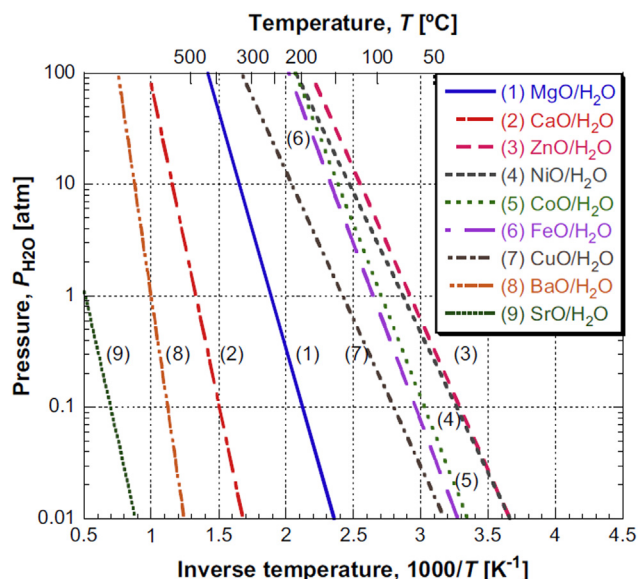 Temperature, T [ºC]
500 300 200 100 50
100
10
1
0.1
0.01
Pressure, P_H2O [atm]
(1) MgO/H₂O
(2) CaO/H₂O
(3) ZnO/H₂O
(4) NiO/H₂O
(5) CoO/H₂O
(6) FeO/H₂O
(7) CuO/H₂O
(8) BaO/H₂O
(9) SrO/H₂O
(6)
(9) (8) (2) (1) (7) (3)
(4)
(5)
0.5 1 1.5 2 2.5 3 3.5 4 4.5
Inverse temperature, 1000/T [K⁻¹]